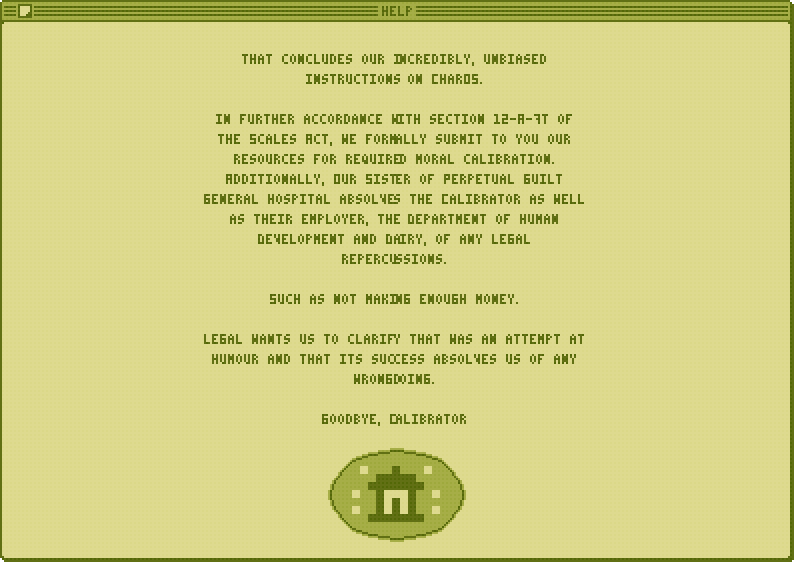 HELP
THAT CONCLUDES OUR INCREDIBLY, UNBIASED
INSTRUCTIONS ON CHAROS.
IN FURTHER ACCORDANCE WITH SECTION 12-A-7T OF
THE SCALES ACT, WE FORMALLY SUBMIT TO YOU OUR
RESOURCES FOR REQUIRED MORAL CALIBRATION.
ADDITIONALLY, OUR SISTER OF PERPETUAL GUILT
GENERAL HOSPITAL ABSOLVES THE CALIBRATOR AS WELL
AS THEIR EMPLOYER, THE DEPARTMENT OF HUMAN
DEVELOPMENT AND DAIRY, OF ANY LEGAL
REPERCUSSIONS.
SUCH AS NOT MAKING ENOUGH MONEY.
LEGAL WANTS US TO CLARIFY THAT WAS AN ATTEMPT AT
HUMOUR AND THAT ITS SUCCESS ABSOLVES US OF ANY
WRONGDOING.
GOODBYE, CALIBRATOR